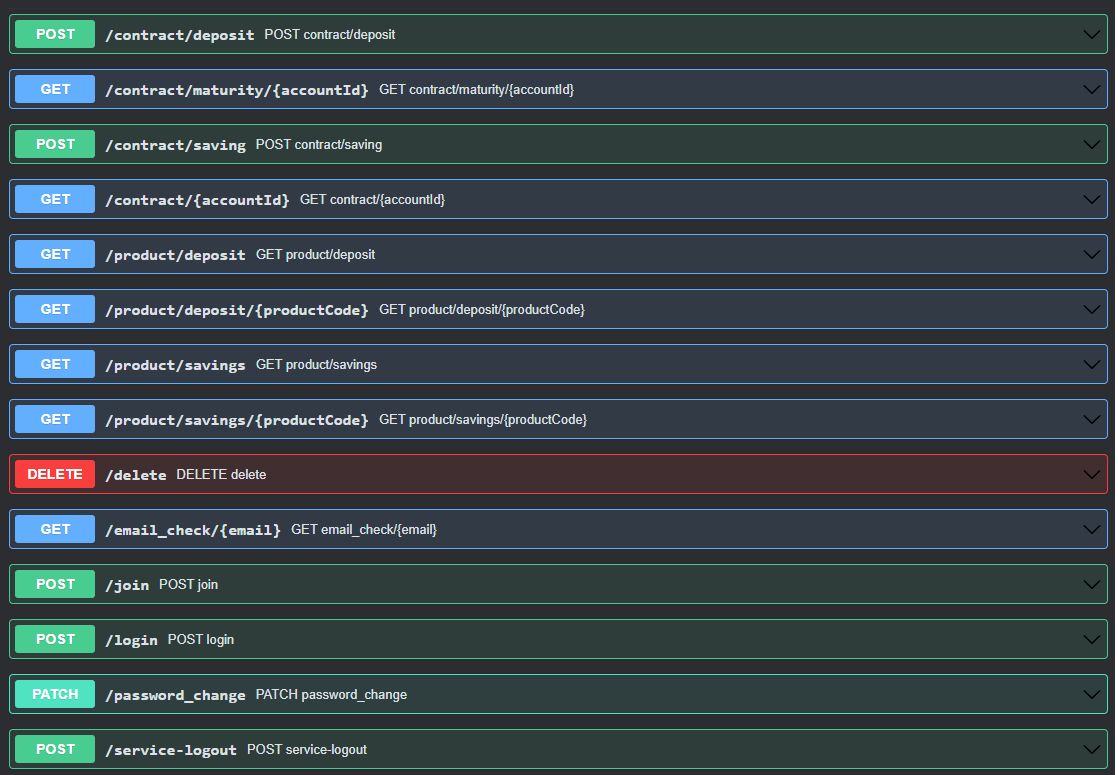 POST /contract/deposit POST contract/deposit
GET /contract/maturity/{accountId} GET contract/maturity/{accountId}
POST /contract/saving POST contract/saving
GET /contract/{accountId} GET contract/{accountId}
GET /product/deposit GET product/deposit
GET /product/deposit/{productCode} GET product/deposit/{productCode}
GET /product/savings GET product/savings
GET /product/savings/{productCode} GET product/savings/{productCode}
DELETE /delete DELETE delete
GET /email_check/{email} GET email_check/{email}
POST /join POST join
POST /login POST login
PATCH /password_change PATCH password_change
POST /service-logout POST service-logout